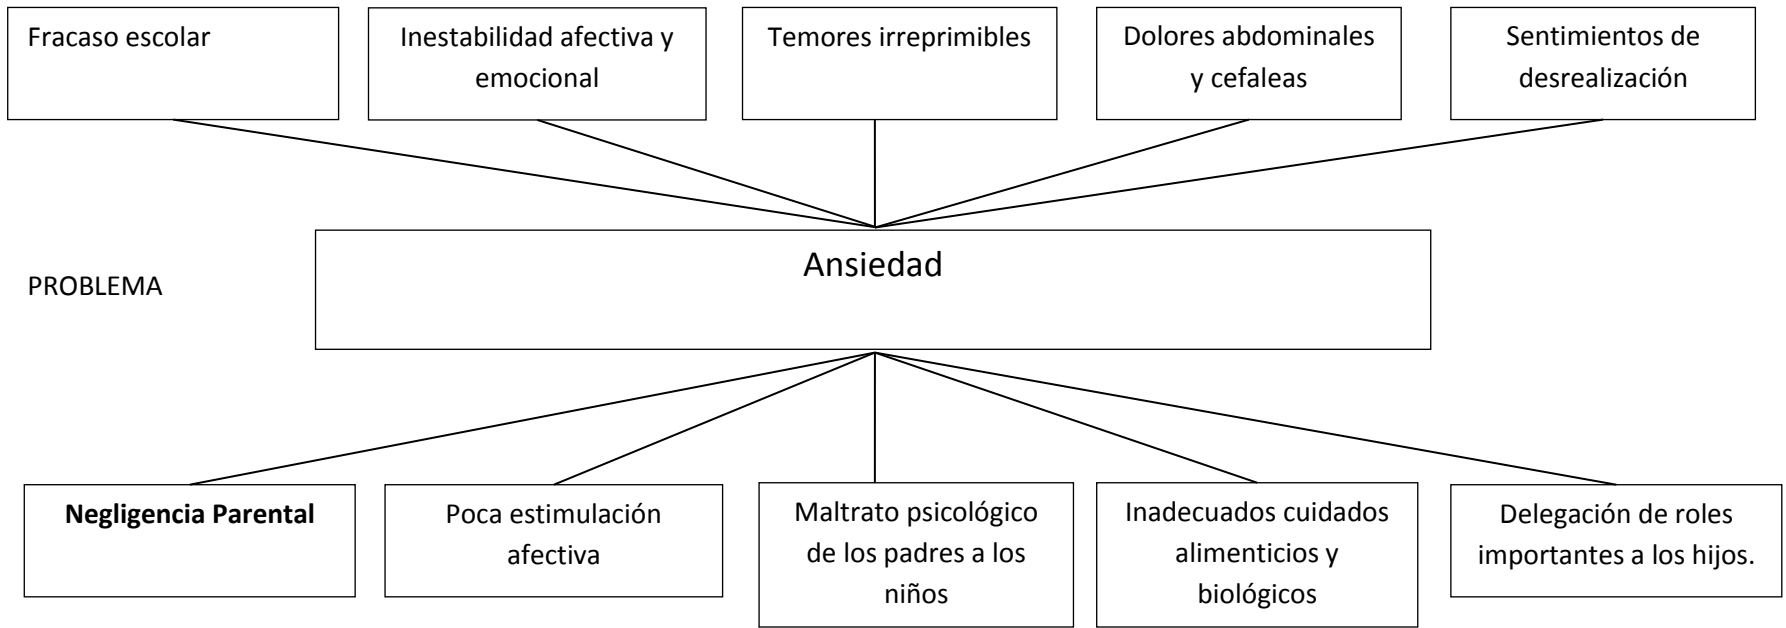 Fracaso escolar
Inestabilidad afectiva y
emocional
Temores irreprimibles
Dolores abdominales
y cefaleas
Sentimientos de
desrealización
Ansiedad
PROBLEMA
Negligencia Parental
Poca estimulación
afectiva
Maltrato psicológico
de los padres a los
niños
Inadecuados cuidados
alimenticios y
biológicos
Delegación de roles
importantes a los hijos.